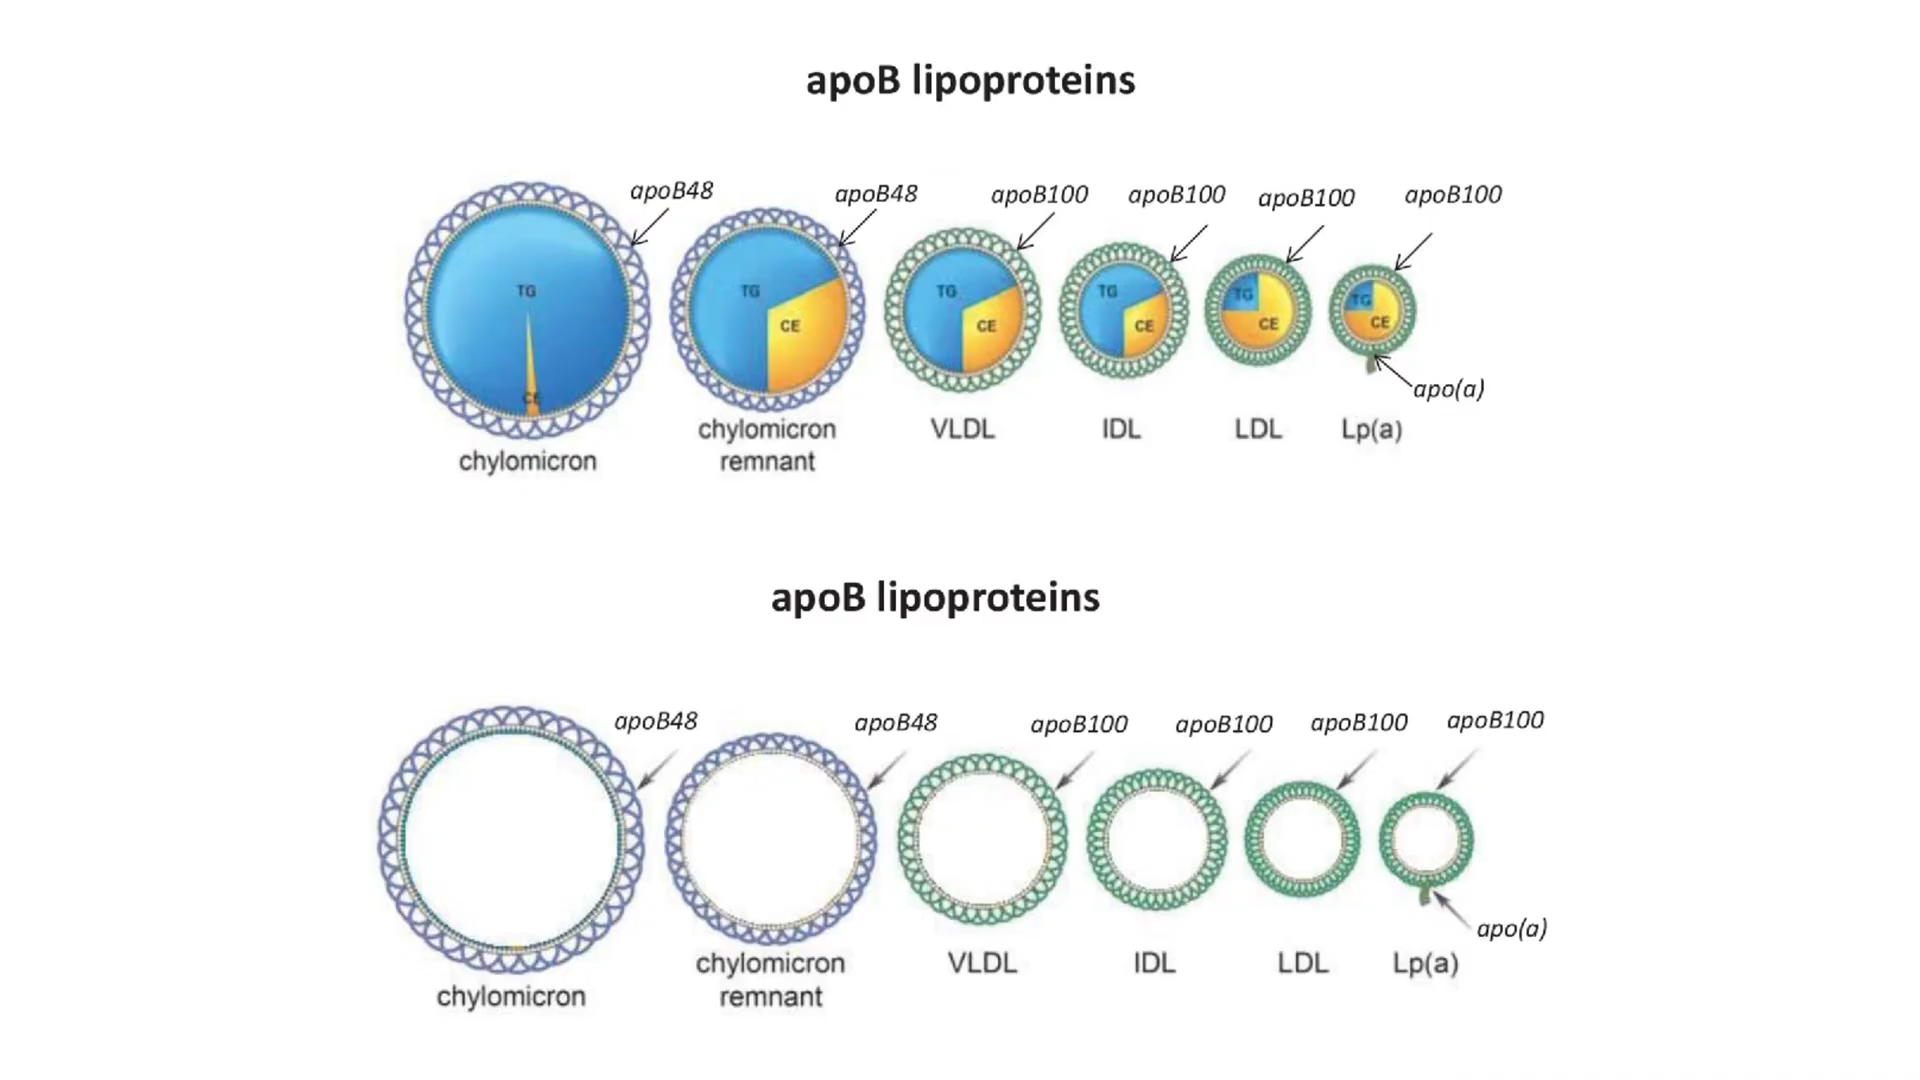 apoB lipoproteins
apoB48
apoB48
apoB100
apoB100
apoB100
apoB100
TG
CE
TG
CE
TG
CE
TG
CE
TG
CE
TG
CE
apo(a)
chylomicron
chylomicron
remnant
VLDL
IDL
LDL
Lp(a)
apoB lipoproteins
apoB48
apoB48
apoB100
apoB100
apoB100
apoB100
apo(a)
chylomicron
chylomicron
remnant
VLDL
IDL
LDL
Lp(a)